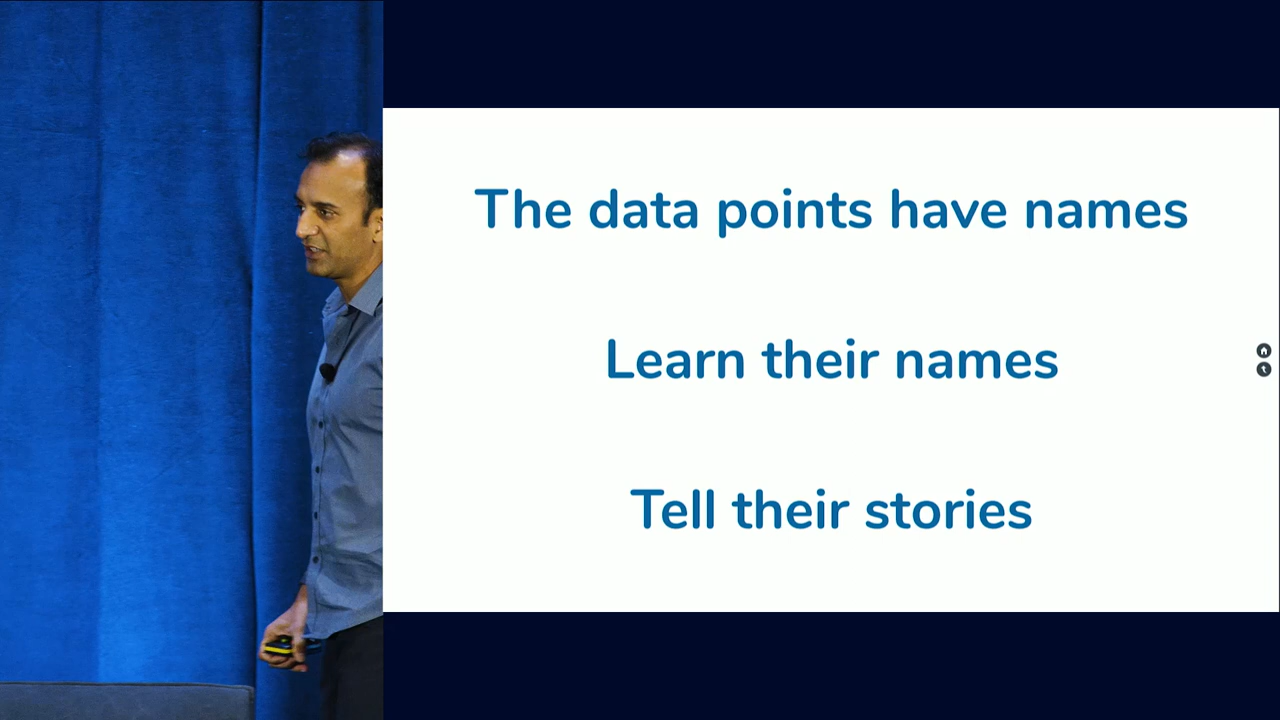 The data points have names
Learn their names
Tell their stories